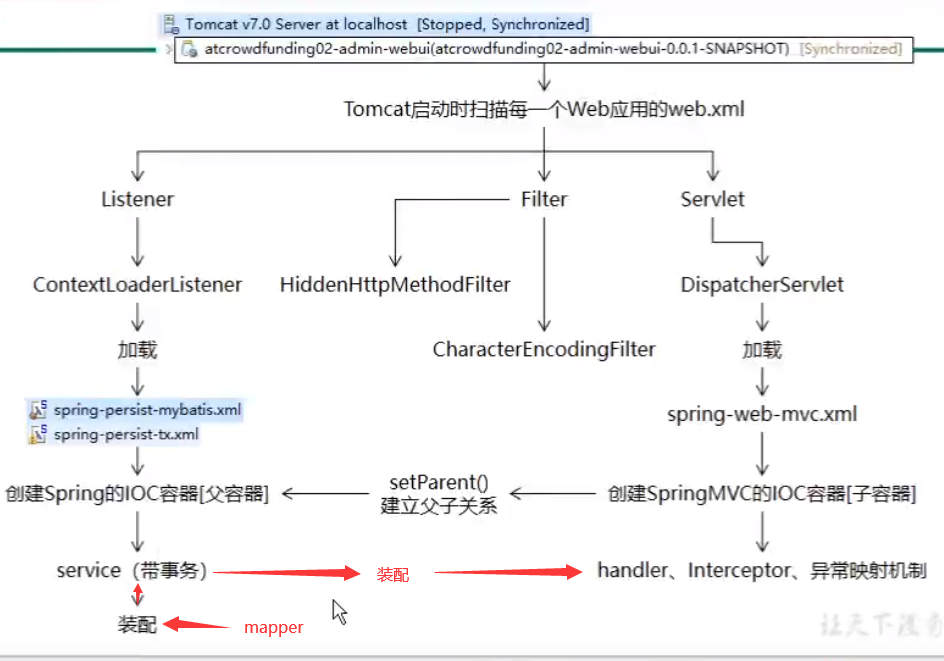 Tomcat v7.0 Server at localhost [Stopped, Synchronized]
atcrowdfunding02-admin-webui(atcrowdfunding02-admin-webui-0.0.1-SNAPSHOT) [Synchronized]
Tomcat启动时扫描每一个Web应用的web.xml
Listener
Filter
Servlet
ContextLoaderListener
HiddenHttpMethodFilter
DispatcherServlet
加载
CharacterEncodingFilter
加载
spring-persist-mybatis.xml
spring-persist-tx.xml
spring-web-mvc.xml
创建Spring的IOC容器[父容器]
setParent()
建立父子关系
创建SpringMVC的IOC容器[子容器]
service（带事务）
装配
handler、Interceptor、异常映射机制
装配
mapper
让天下没有